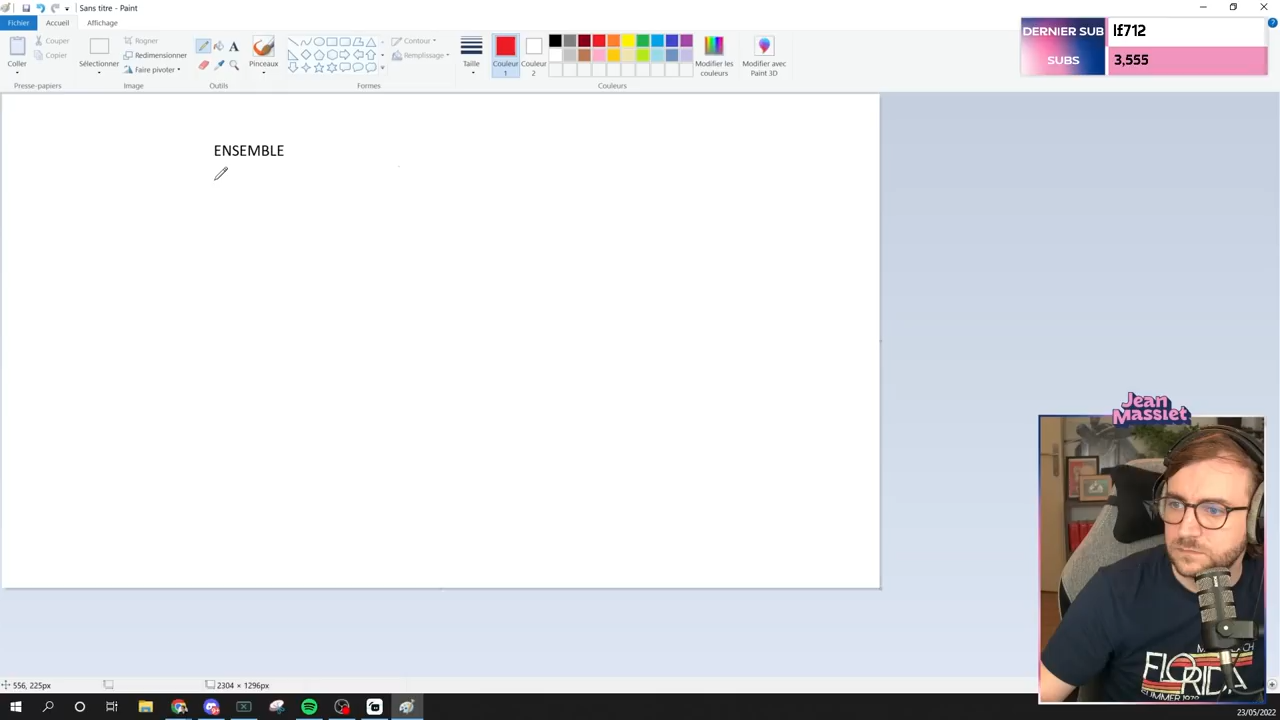 Sans titre - Paint
Fichier
Accueil
Affichage
Coller
Couper
Copier
Presse-papiers
Sélectionner
Rogner
Redimensionner
Faire pivoter
Image
A
Outils
Pinceaux
Contour
Remplissage
Formes
Taille
Couleur
1
Couleur
2
Modifier les
couleurs
Modifier avec
Paint 3D
Couleurs
DERNIER SUB
lf712
SUBS
3,555
ENSEMBLE
Jean
Massiet
FLORIDA
556, 225px
2304 × 1296px
23/05/2022